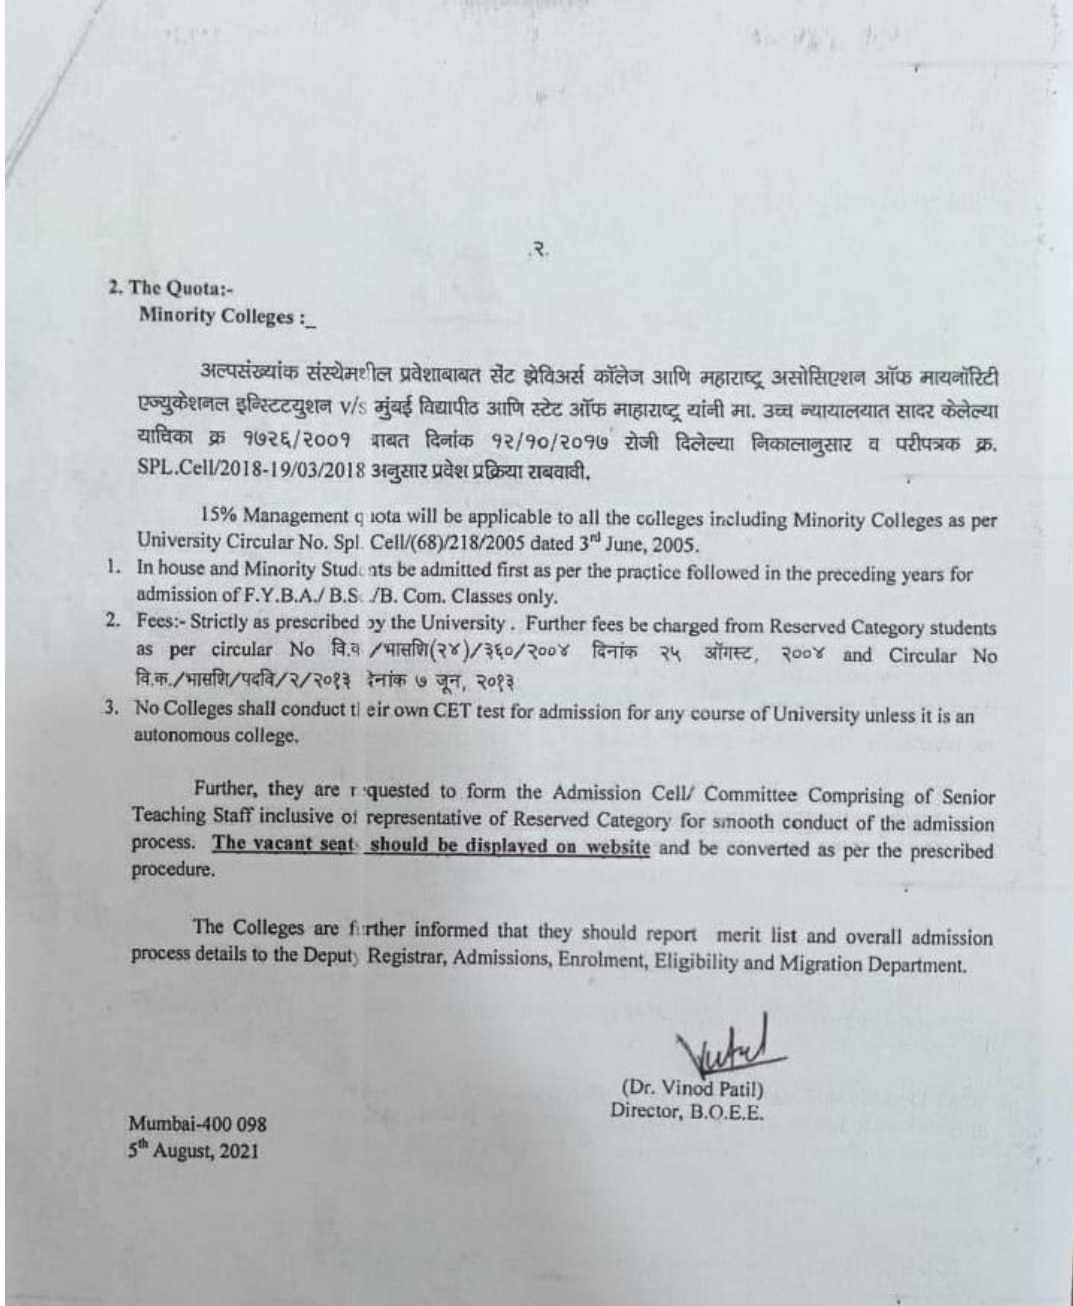 .२.
2. The Quota:-
Minority Colleges :_
अल्पसंख्यांक संस्थेमधील प्रवेशाबाबत सेंट झेविअर्स कॉलेज आणि महाराष्ट्र असोसिएशन ऑफ मायनॉरिटी
एज्युकेशनल इन्स्टिटयुशन v/s मुंबई विद्यापीठ आणि स्टेट ऑफ माहाराष्ट्र यांनी मा. उच्च न्यायालयात सादर केलेल्या
याचिका क्र १७२६/२००१ बाबत दिनांक १२/१०/२०१७ रोजी दिलेल्या निकालानुसार व परीपत्रक क्र.
SPL.Cell/2018-19/03/2018 अनुसार प्रवेश प्रक्रिया राबवावी.
15% Management quota will be applicable to all the colleges including Minority Colleges as per
University Circular No. Spl. Cell/(68)/218/2005 dated 3rd June, 2005.
1. In house and Minority Students be admitted first as per the practice followed in the preceding years for
admission of F.Y.B.A./ B.Sc./B. Com. Classes only.
2. Fees:- Strictly as prescribed by the University . Further fees be charged from Reserved Category students
as per circular No वि.व /भासशि(२४)/३६०/२००४ दिनांक २५ ऑगस्ट, २००४ and Circular No
वि.क./भासशि/पदवि/२/२०१३ देनांक ७ जून, २०१३
3. No Colleges shall conduct their own CET test for admission for any course of University unless it is an
autonomous college.
Further, they are requested to form the Admission Cell/ Committee Comprising of Senior
Teaching Staff inclusive of representative of Reserved Category for smooth conduct of the admission
process. The vacant seats should be displayed on website and be converted as per the prescribed
procedure.
The Colleges are further informed that they should report merit list and overall admission
process details to the Deputy Registrar, Admissions, Enrolment, Eligibility and Migration Department.
(Dr. Vinod Patil)
Director, B.O.E.E.
Mumbai-400 098
5th August, 2021